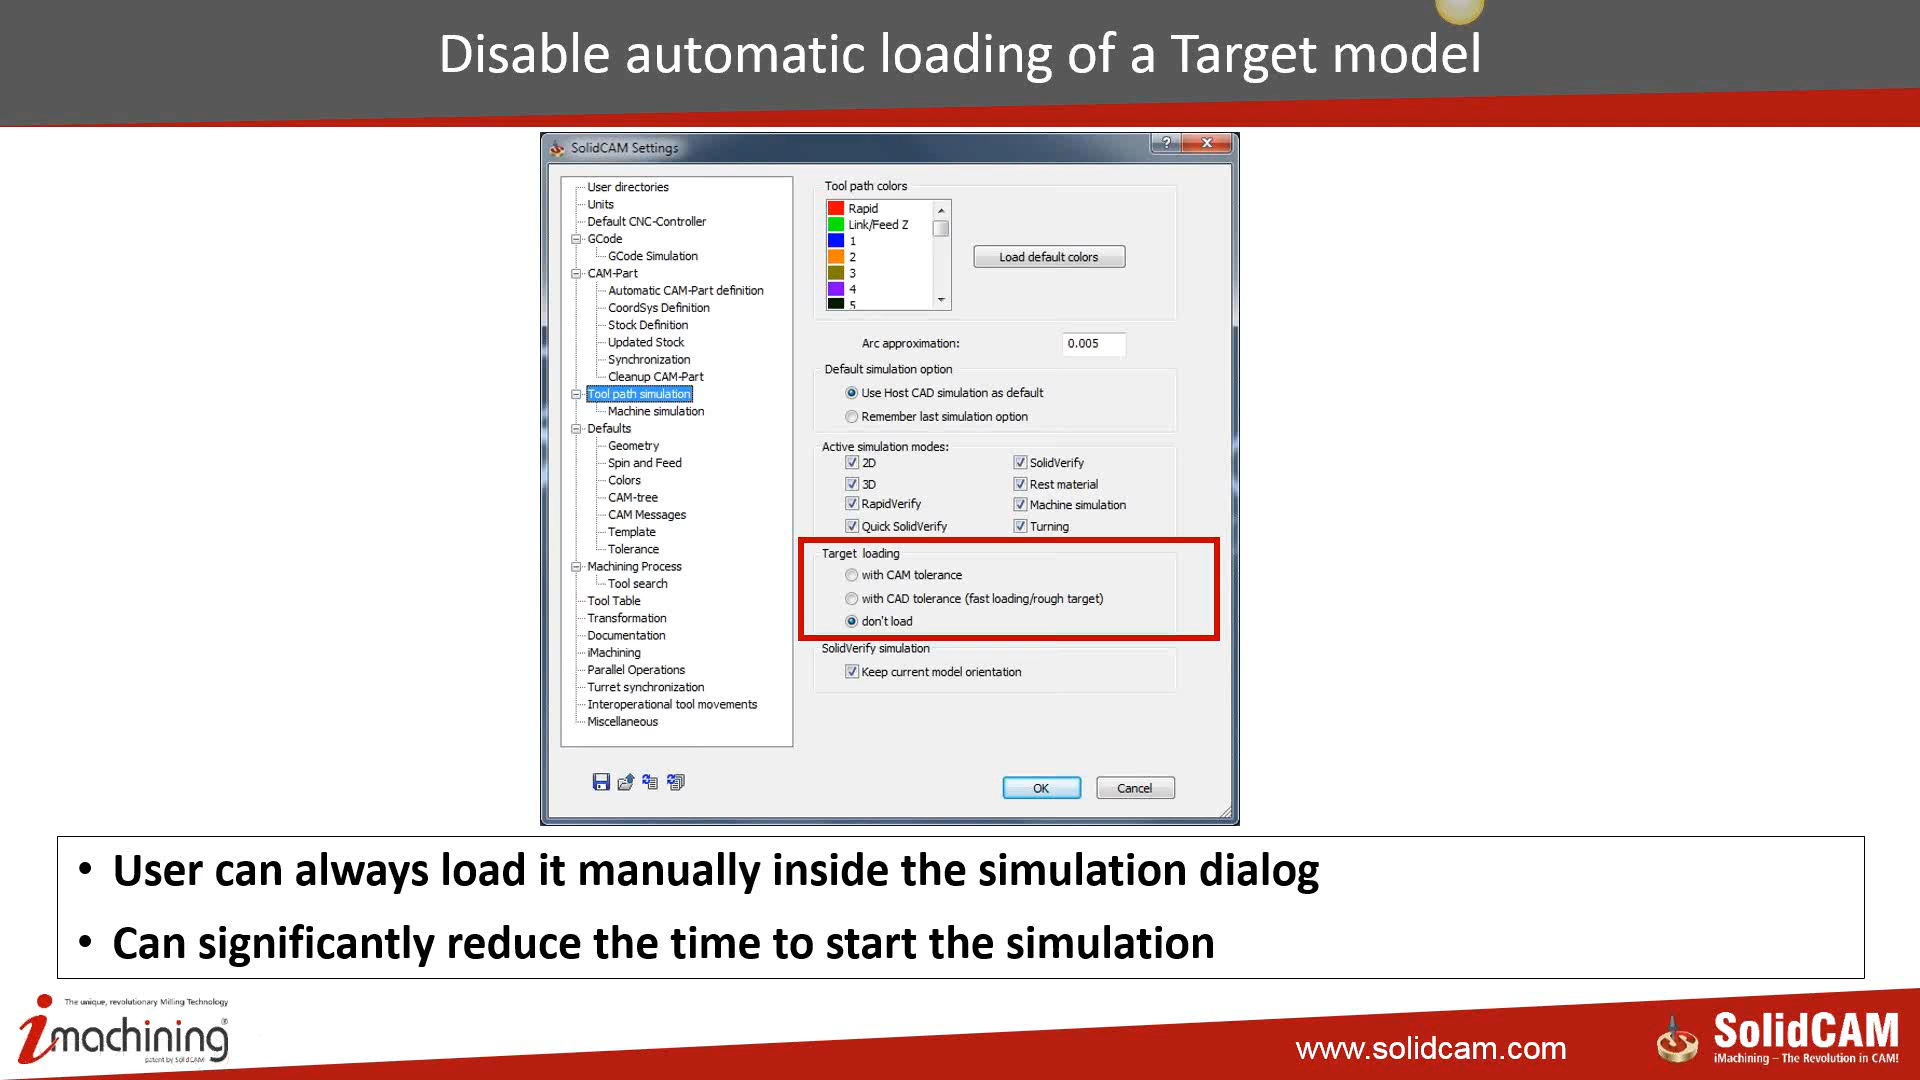 Disable automatic loading of a Target model
SolidCAM Settings
?
User directories
Units
Default CNC-Controller
GCode
GCode Simulation
CAM-Part
Automatic CAM-Part definition
CoordSys Definition
Stock Definition
Updated Stock
Synchronization
Cleanup CAM-Part
Tool path simulation
Machine simulation
Defaults
Geometry
Spin and Feed
Colors
CAM-tree
CAM Messages
Template
Tolerance
Machining Process
Tool search
Tool Table
Transformation
Documentation
iMachining
Parallel Operations
Turret synchronization
Interoperational tool movements
Miscellaneous
Tool path colors
Rapid
Link/Feed Z
1
2
3
4
5
Load default colors
Arc approximation: 0.005
Default simulation option
Use Host CAD simulation as default
Remember last simulation option
Active simulation modes:
2D
3D
RapidVerify
Quick SolidVerify
SolidVerify
Rest material
Machine simulation
Turning
Target loading
with CAM tolerance
with CAD tolerance (fast loading/rough target)
don't load
SolidVerify simulation
Keep current model orientation
OK Cancel
• User can always load it manually inside the simulation dialog
• Can significantly reduce the time to start the simulation
The unique, revolutionary Milling Technology
imachining®
patent by SolidCAM
www.solidcam.com
SolidCAM
iMachining – The Revolution in CAM!